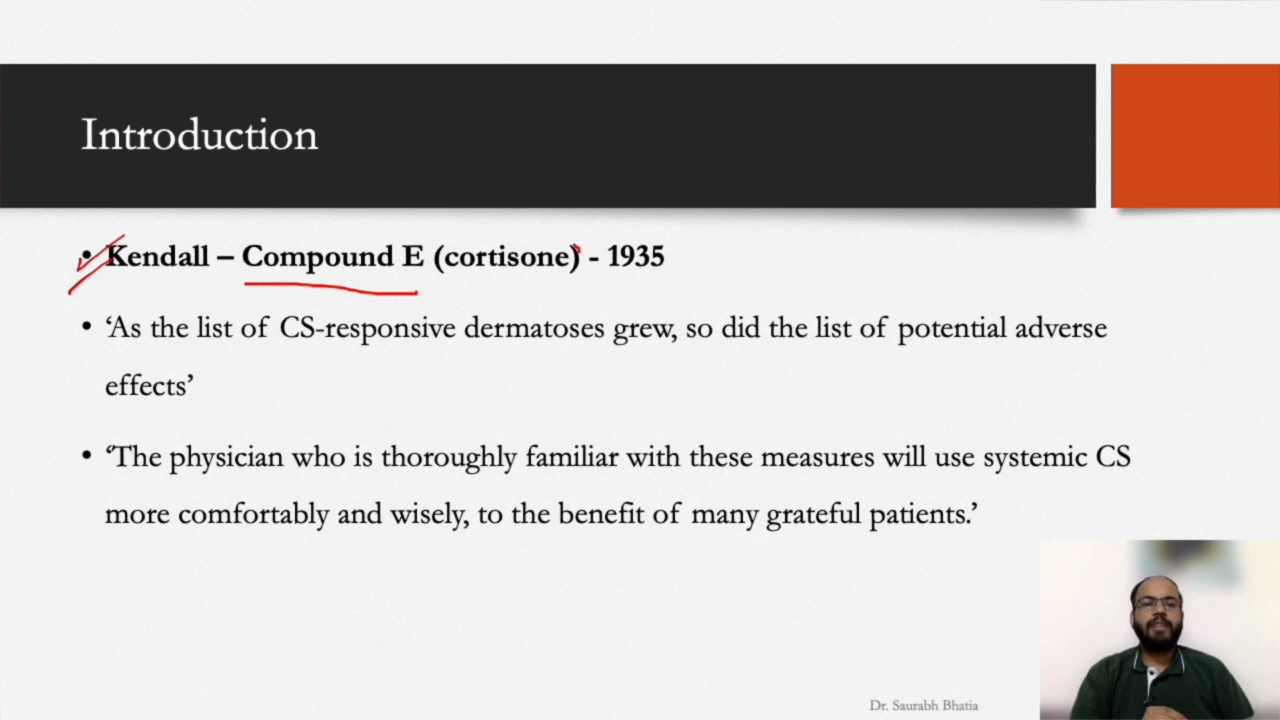 Introduction
• Kendall – Compound E (cortisone) - 1935
• ‘As the list of CS-responsive dermatoses grew, so did the list of potential adverse
effects’
• ‘The physician who is thoroughly familiar with these measures will use systemic CS
more comfortably and wisely, to the benefit of many grateful patients.’
Dr. Saurabh Bhatia